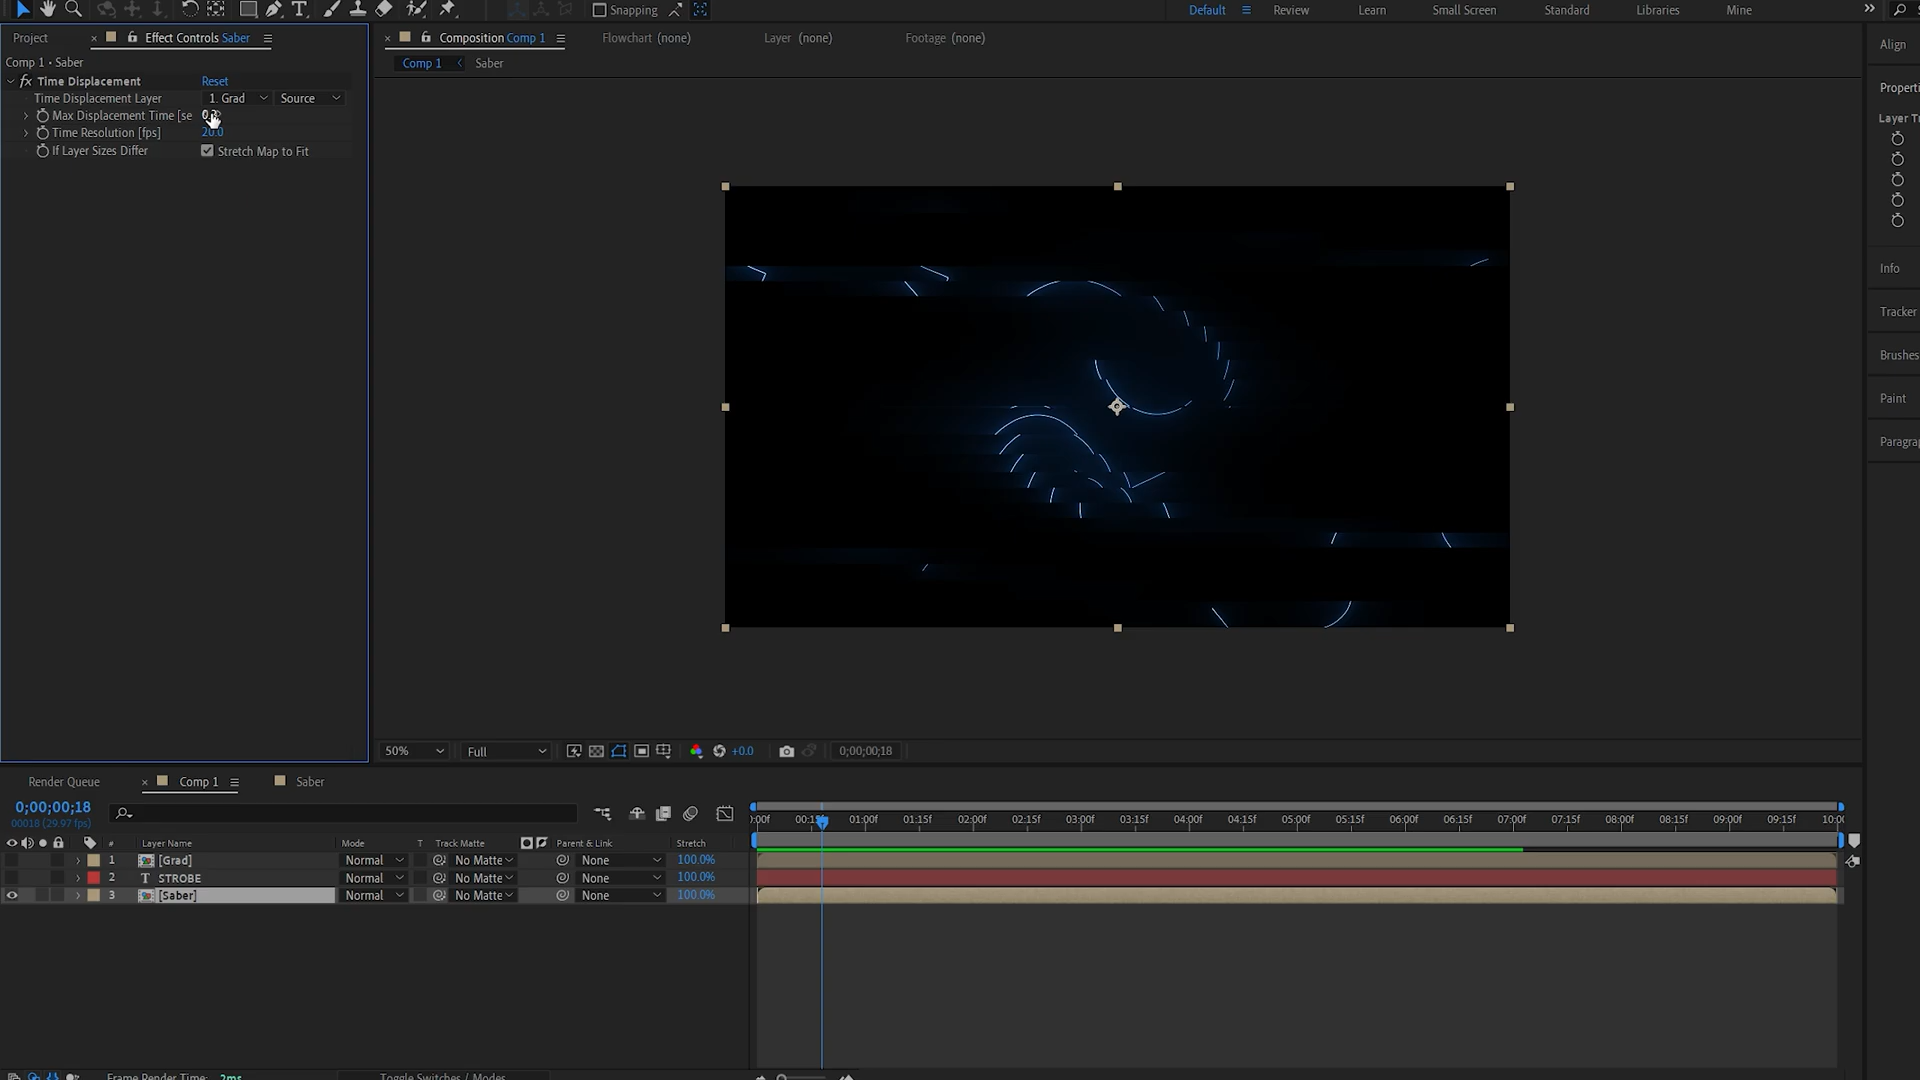 Snapping
Default
Review
Learn
Small Screen
Standard
Libraries
Mine
Project
Effect Controls Saber
Composition Comp 1
Flowchart (none)
Layer (none)
Footage (none)
Align
Comp 1 • Saber
Comp 1
Saber
fx Time Displacement
Reset
Time Displacement Layer
1. Grad
Source
Max Displacement Time [se
Time Resolution [fps]
20.0
If Layer Sizes Differ
Stretch Map to Fit
Properti
Layer Tr
Info
Tracker
Brushes
Paint
Paragra
50%
Full
+0.0
0;00;00;18
Render Queue
Comp 1
Saber
0;00;00;18
00018 (29.97 fps)
:00f 00:15f 01:00f 01:15f 02:00f 02:15f 03:00f 03:15f 04:00f 04:15f 05:00f 05:15f 06:00f 06:15f 07:00f 07:15f 08:00f 08:15f 09:00f 09:15f 10:0
# Layer Name Mode T Track Matte Parent & Link Stretch
1 [Grad] Normal No Matte None 100.0%
2 T STROBE Normal No Matte None 100.0%
3 [Saber] Normal No Matte None 100.0%
Frame Render Time: 2ms
Toggle Switches / Modes